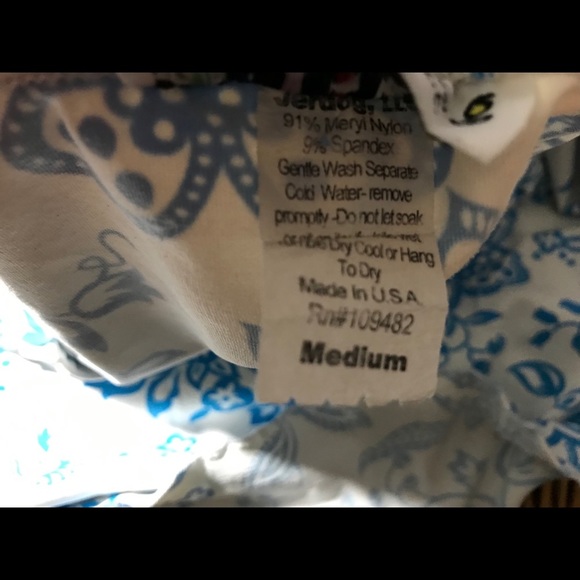 Jerdog, LLC
91% Meryl Nylon
9% Spandex
Gentle Wash Separate
Cold Water- remove
promptly -Do not let soak
Dry Cool or Hang
To Dry
Made In U.S.A
Rn#109482
Medium